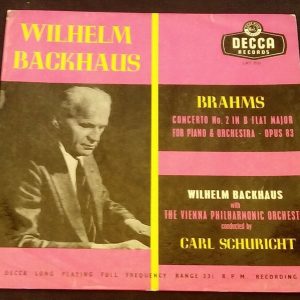 WILHELM
BACKHAUS
DECCA
RECORDS
BRAHMS
CONCERTO No. 2 IN B FLAT MAJOR
FOR PIANO & ORCHESTRA - OPUS 83
WILHELM BACKHAUS
with
THE VIENNA PHILHARMONIC ORCHEST
conducted by
CARL SCHURICHT
DECCA LONG PLAYING FULL FREQUENCY RANGE 33⅓ R.P.M. RECORDING